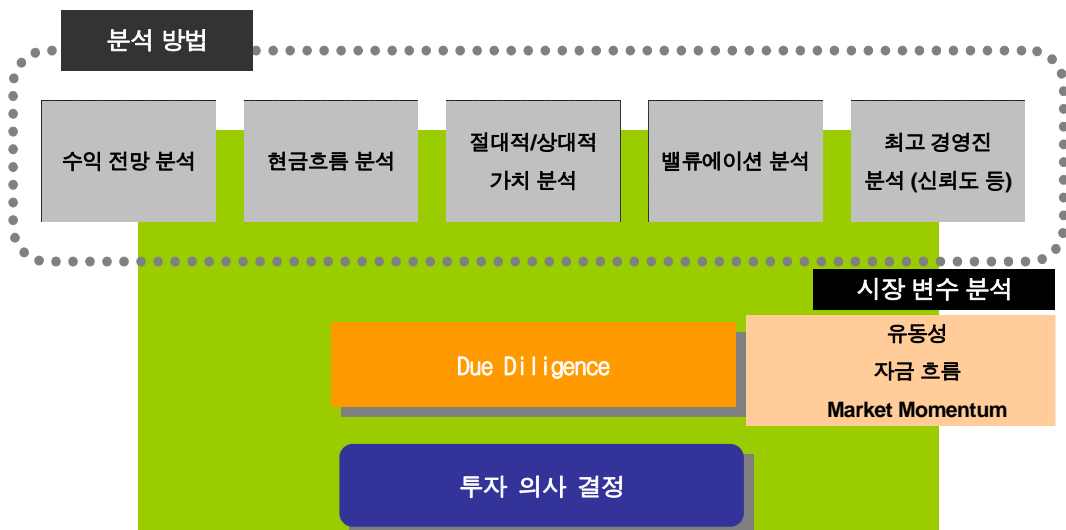 분석 방법
수익 전망 분석
현금흐름 분석
절대적/상대적
가치 분석
밸류에이션 분석
최고 경영진
분석 (신뢰도 등)
시장 변수 분석
유동성
자금 흐름
Market Momentum
Due Diligence
투자 의사 결정